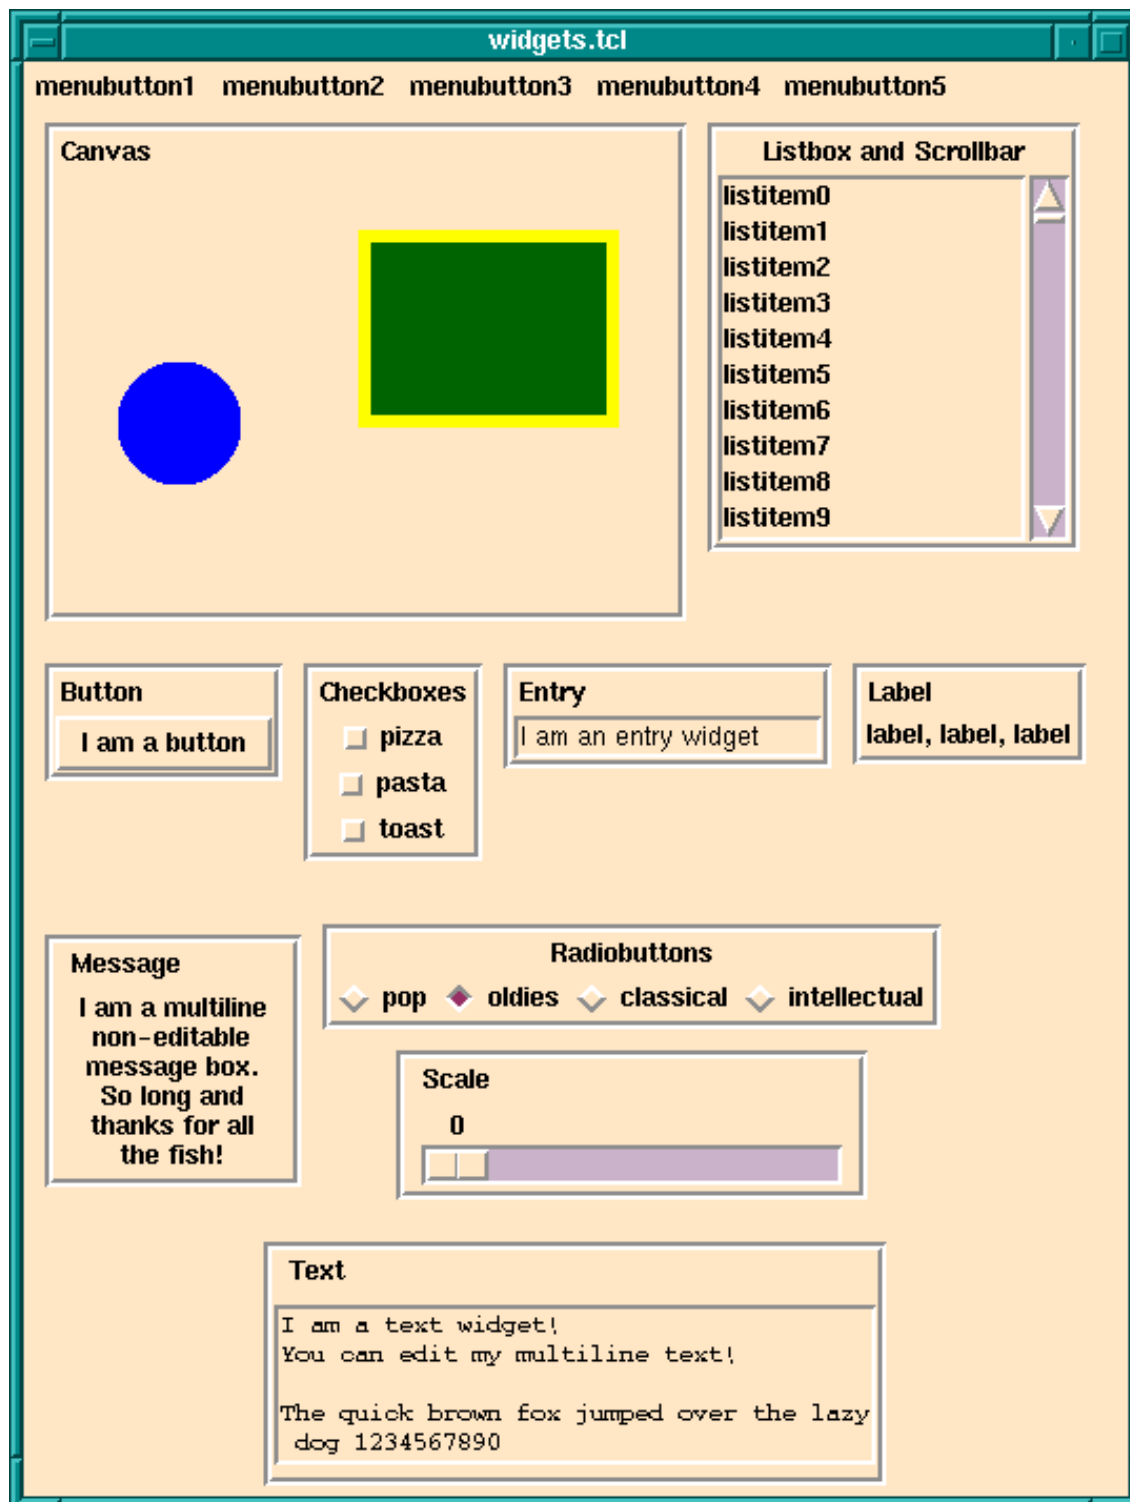 widgets.tcl
menubutton1 menubutton2 menubutton3 menubutton4 menubutton5
Canvas
Listbox and Scrollbar
listitem0
listitem1
listitem2
listitem3
listitem4
listitem5
listitem6
listitem7
listitem8
listitem9
Button
I am a button
Checkboxes
pizza
pasta
toast
Entry
I am an entry widget
Label
label, label, label
Message
I am a multiline
non-editable
message box.
So long and
thanks for all
the fish!
Radiobuttons
pop oldies classical intellectual
Scale
0
Text
I am a text widget!
You can edit my multiline text!
The quick brown fox jumped over the lazy
dog 1234567890